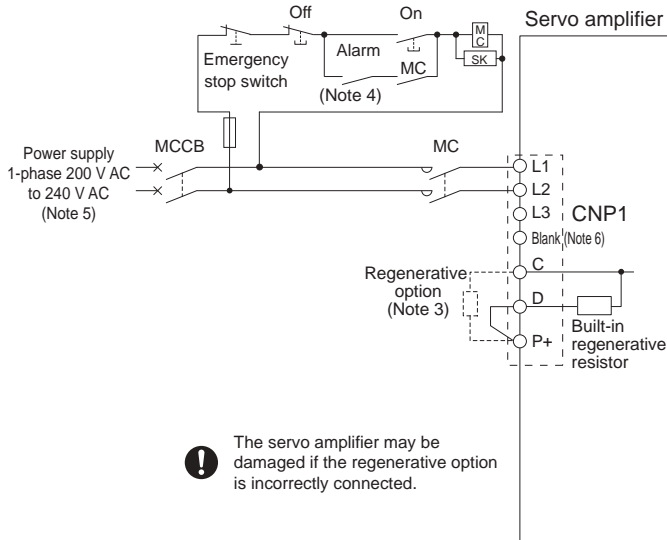 Servo amplifier
Off
On
Emergency
stop switch
Alarm
(Note 4)
MC
M
C
SK
Power supply
1-phase 200 V AC
to 240 V AC
(Note 5)
MCCB
MC
L1
L2
L3
CNP1
Blank (Note 6)
C
Regenerative
option
(Note 3)
D
Built-in
regenerative
resistor
P+
The servo amplifier may be
damaged if the regenerative option
is incorrectly connected.